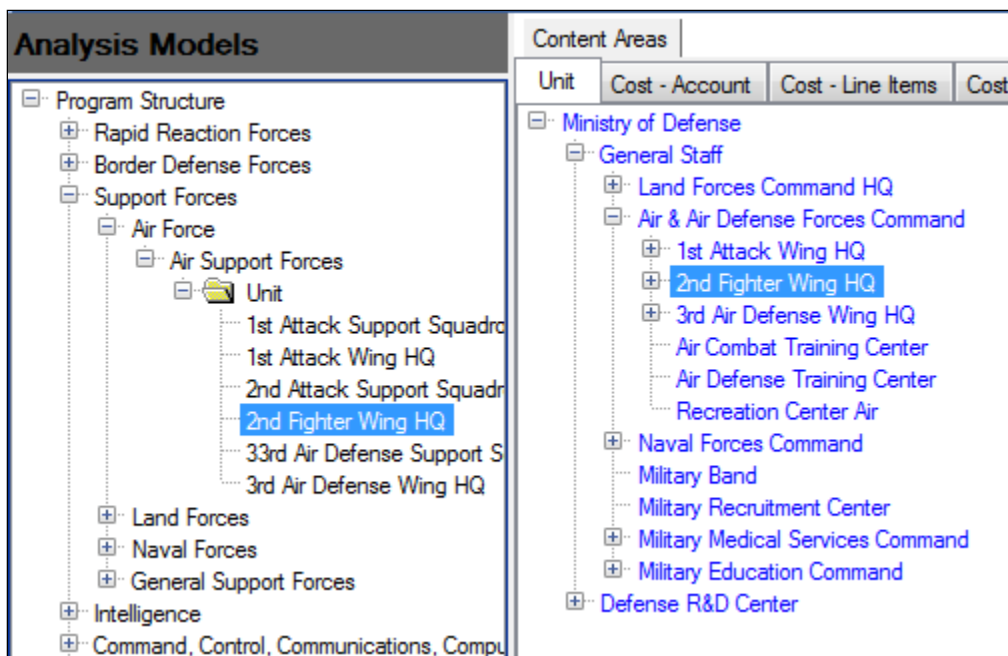 Analysis Models
Program Structure
Rapid Reaction Forces
Border Defense Forces
Support Forces
Air Force
Air Support Forces
Unit
1st Attack Support Squadro
1st Attack Wing HQ
2nd Attack Support Squadr
2nd Fighter Wing HQ
33rd Air Defense Support S
3rd Air Defense Wing HQ
Land Forces
Naval Forces
General Support Forces
Intelligence
Command, Control, Communications, Compu
Content Areas
Unit
Cost - Account
Cost - Line Items
Cost
Ministry of Defense
General Staff
Land Forces Command HQ
Air & Air Defense Forces Command
1st Attack Wing HQ
2nd Fighter Wing HQ
3rd Air Defense Wing HQ
Air Combat Training Center
Air Defense Training Center
Recreation Center Air
Naval Forces Command
Military Band
Military Recruitment Center
Military Medical Services Command
Military Education Command
Defense R&D Center